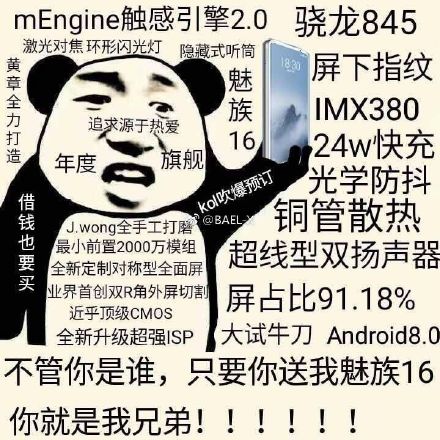 mEngine触感引擎2.0
骁龙845
激光对焦 环形闪光灯
隐藏式听筒
黄章全力打造
魅族16
屏下指纹
追求源于热爱
IMX380
年度
旗舰
24w快充
kol吹爆预订
光学防抖
借钱也要买
@BAEL-X
铜管散热
J.wong全手工打磨
最小前置2000万模组
超线型双扬声器
全新定制对称型全面屏
业界首创双R角外屏切割
屏占比91.18%
近乎顶级CMOS
全新升级超强ISP
大试牛刀 Android8.0
不管你是谁，只要你送我魅族16
你就是我兄弟！！！！！！